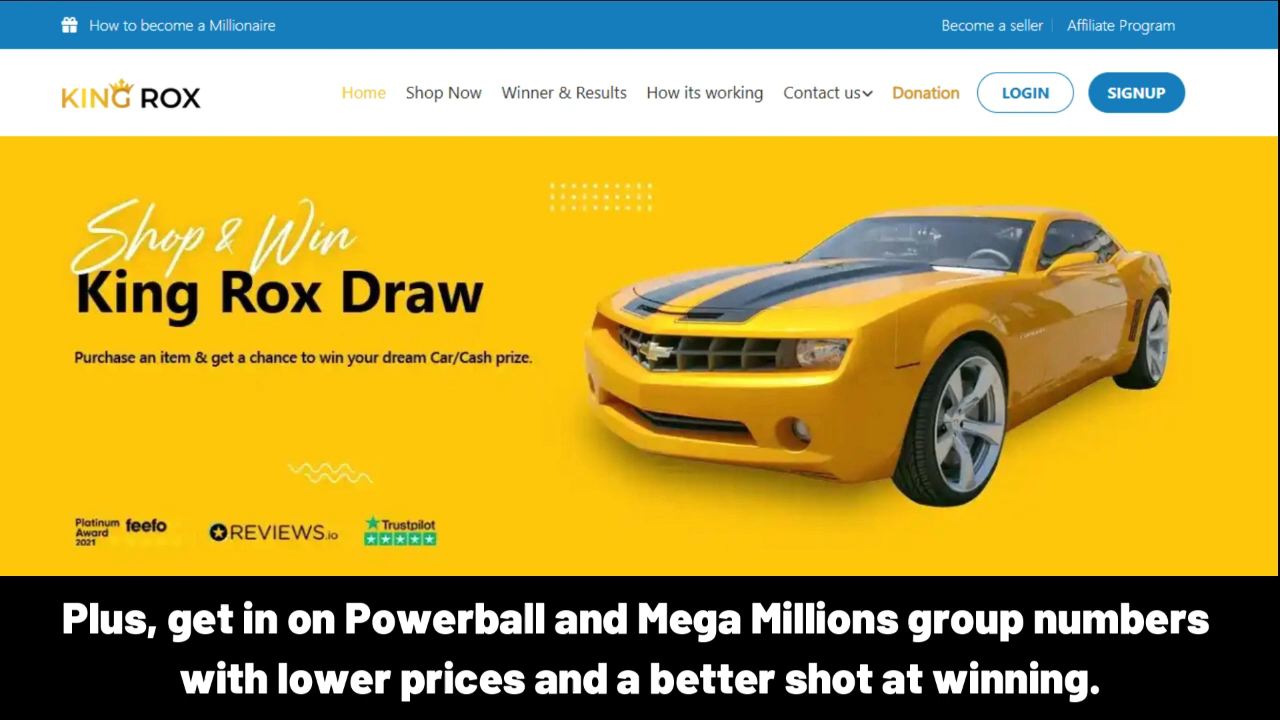 How to become a Millionaire
Become a seller
Affiliate Program
KING ROX
Home
Shop Now
Winner & Results
How its working
Contact us
Donation
LOGIN
SIGNUP
Shop & Win
King Rox Draw
Purchase an item & get a chance to win your dream Car/Cash prize.
Platinum
Award
2021
feefo
REVIEWS.io
Trustpilot
Plus, get in on Powerball and Mega Millions group numbers
with lower prices and a better shot at winning.